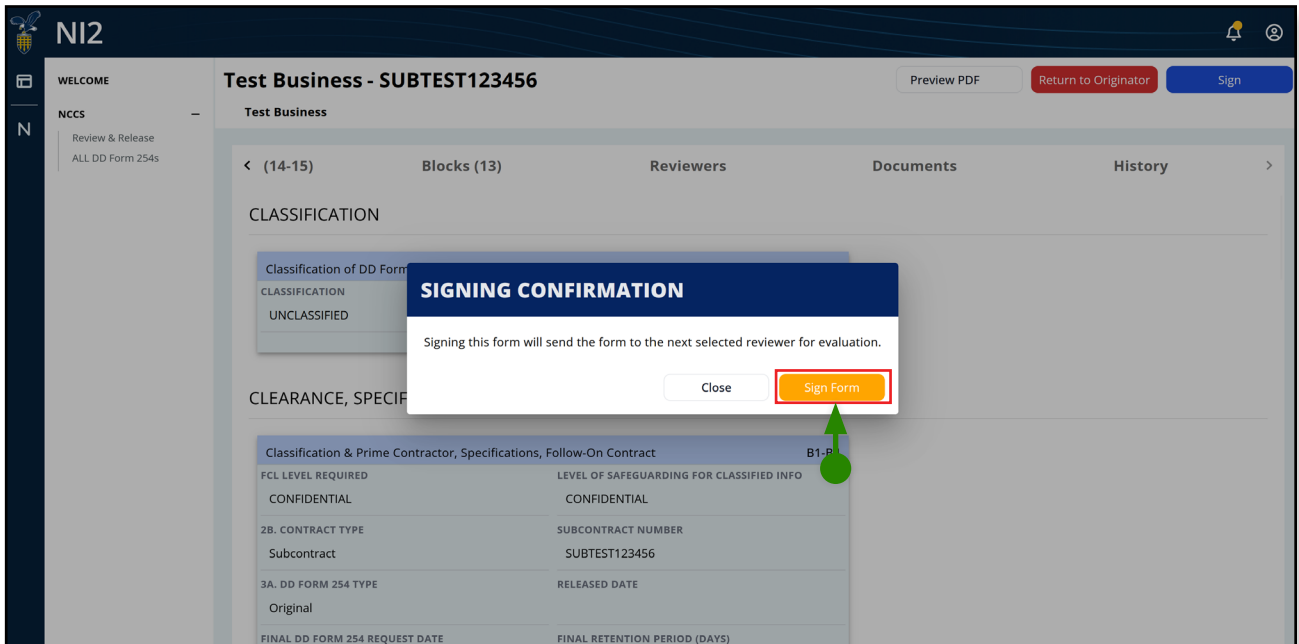 NI2
WELCOME
NCCS
Review & Release
ALL DD Form 254s
N
Test Business - SUBTEST123456
Preview PDF
Return to Originator
Sign
Test Business
(14-15)
Blocks (13)
Reviewers
Documents
History
CLASSIFICATION
Classification of DD Form
CLASSIFICATION
UNCLASSIFIED
SIGNING CONFIRMATION
Signing this form will send the form to the next selected reviewer for evaluation.
Close
Sign Form
CLEARANCE, SPECIF
Classification & Prime Contractor, Specifications, Follow-On Contract
B1-B
FCL LEVEL REQUIRED
LEVEL OF SAFEGUARDING FOR CLASSIFIED INFO
CONFIDENTIAL
CONFIDENTIAL
2B. CONTRACT TYPE
SUBCONTRACT NUMBER
Subcontract
SUBTEST123456
3A. DD FORM 254 TYPE
RELEASED DATE
Original
FINAL DD FORM 254 REQUEST DATE
FINAL RETENTION PERIOD (DAYS)